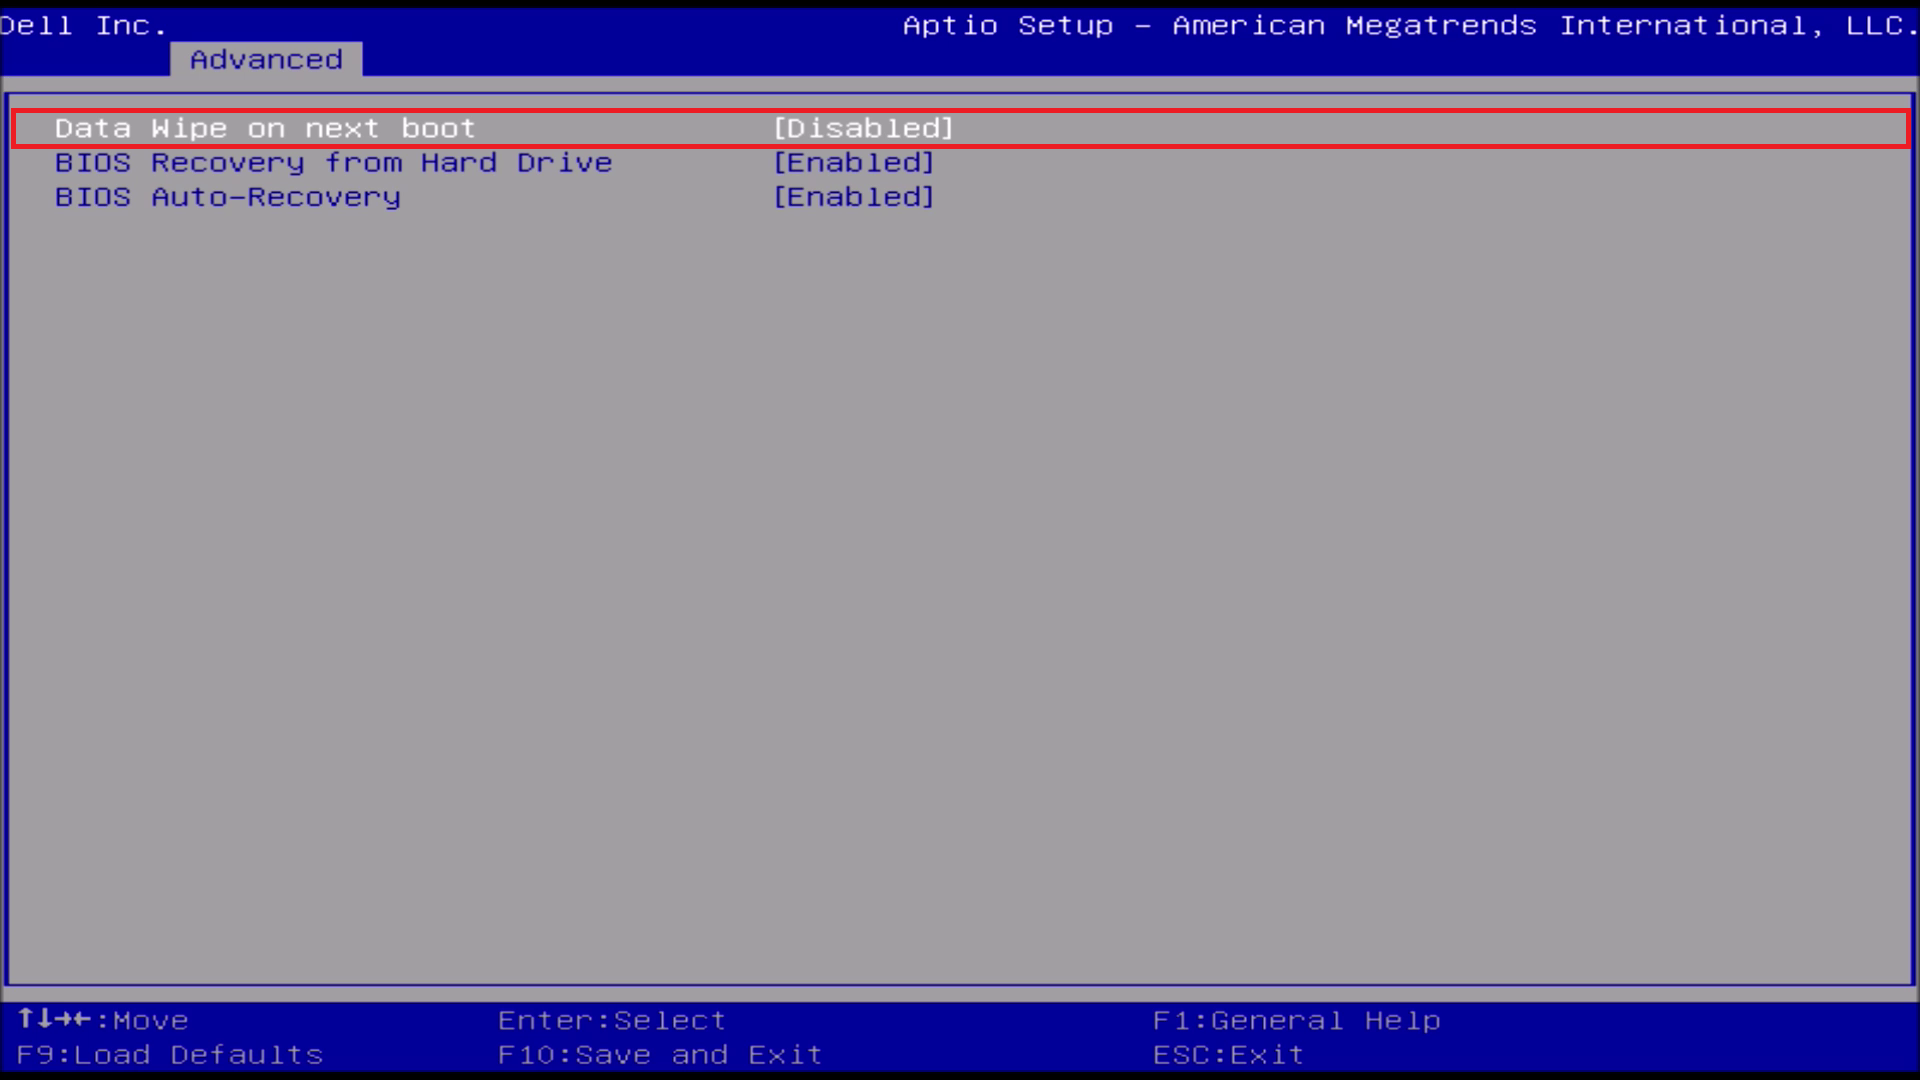 Dell Inc. Aptio Setup – American Megatrends International, LLC.
Advanced
Data Wipe on next boot [Disabled]
BIOS Recovery from Hard Drive [Enabled]
BIOS Auto-Recovery [Enabled]
↑↓→←:Move Enter:Select F1:General Help
F9:Load Defaults F10:Save and Exit ESC:Exit